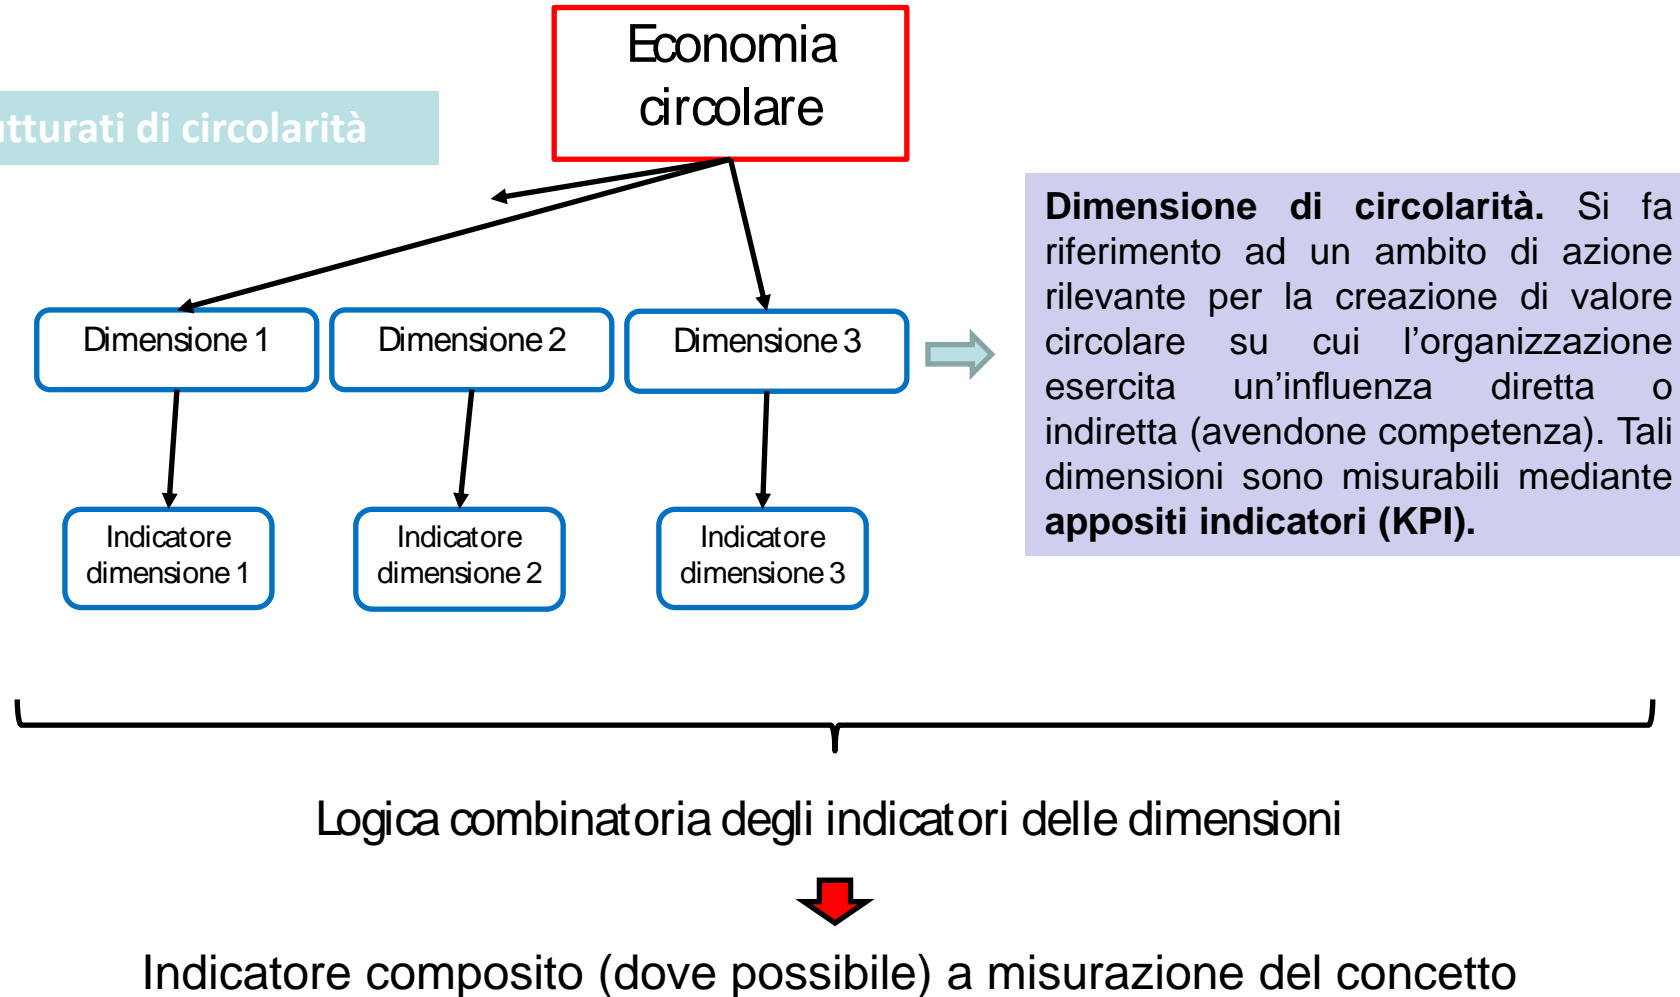 Economia
circolare
utturati di circolarità
Dimensione di circolarità. Si fa
riferimento ad un ambito di azione
rilevante per la creazione di valore
circolare su cui l’organizzazione
esercita un’influenza diretta o
indiretta (avendone competenza). Tali
dimensioni sono misurabili mediante
appositi indicatori (KPI).
Dimensione 1
Dimensione 2
Dimensione 3
Indicatore
dimensione 1
Indicatore
dimensione 2
Indicatore
dimensione 3
Logica combinatoria degli indicatori delle dimensioni
Indicatore composito (dove possibile) a misurazione del concetto